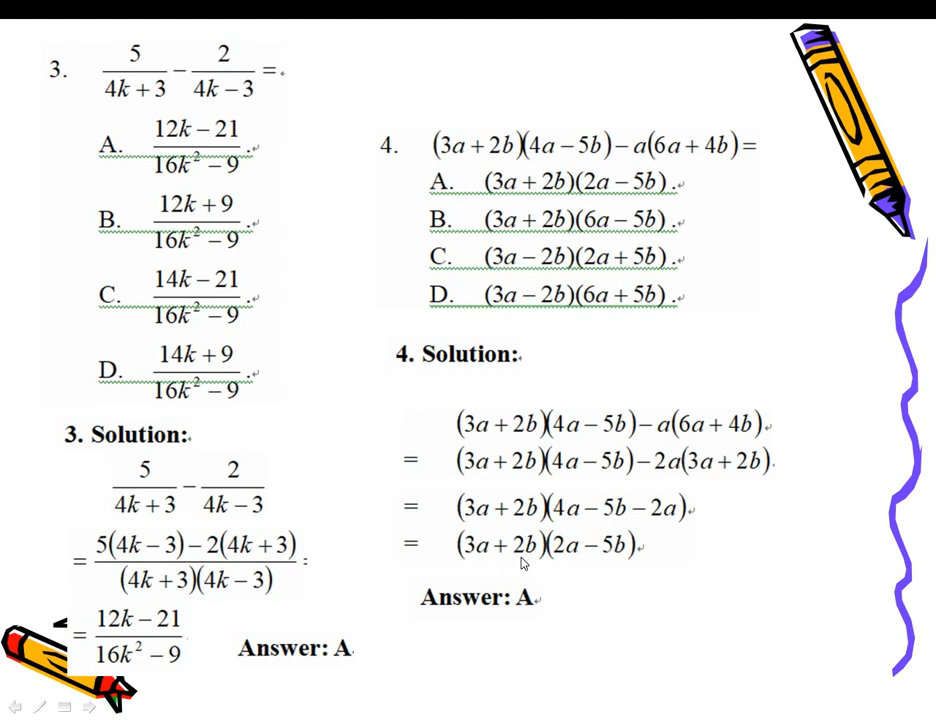 3. 5/(4k + 3) − 2/(4k − 3) =
A. (12k − 21)/(16k² − 9) .
B. (12k + 9)/(16k² − 9) .
C. (14k − 21)/(16k² − 9) .
D. (14k + 9)/(16k² − 9) .
3. Solution:
5/(4k + 3) − 2/(4k − 3)
= (5(4k − 3) − 2(4k + 3))/((4k + 3)(4k − 3))
= (12k − 21)/(16k² − 9)
Answer: A
4. (3a + 2b)(4a − 5b) − a(6a + 4b) =
A. (3a + 2b)(2a − 5b) .
B. (3a + 2b)(6a − 5b) .
C. (3a − 2b)(2a + 5b) .
D. (3a − 2b)(6a + 5b) .
4. Solution:
(3a + 2b)(4a − 5b) − a(6a + 4b)
= (3a + 2b)(4a − 5b) − 2a(3a + 2b)
= (3a + 2b)(4a − 5b − 2a)
= (3a + 2b)(2a − 5b)
Answer: A